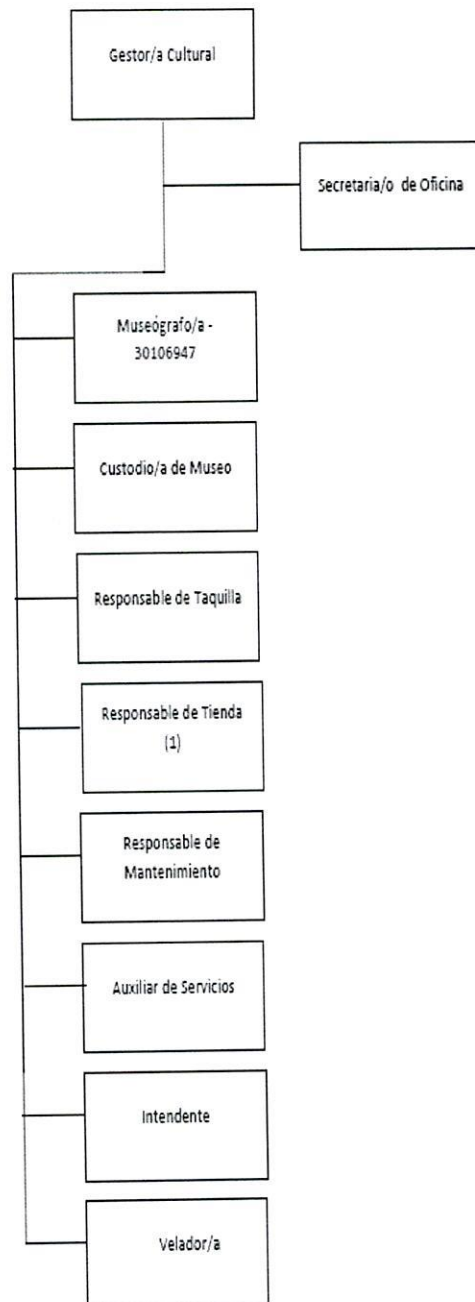 Gestor/a Cultural
Secretaria/o de Oficina
Museógrafo/a -
30106947
Custodio/a de Museo
Responsable de Taquilla
Responsable de Tienda
(1)
Responsable de
Mantenimiento
Auxiliar de Servicios
Intendente
Velador/a